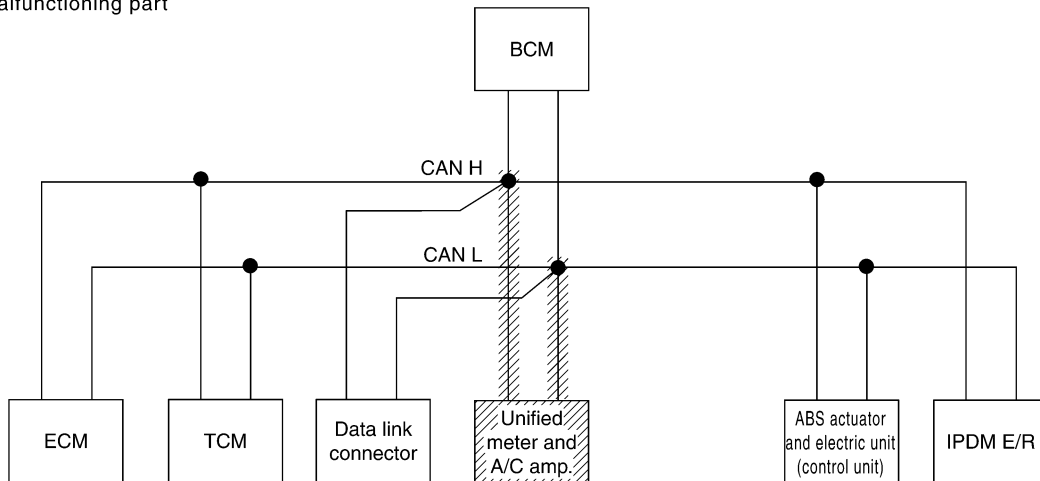 part
BCM
CAN H
CAN L
ECM
TCM
Data link
connector
Unified
meter and
A/C amp.
ABS actuator
and electric unit
(control unit)
IPDM E/R